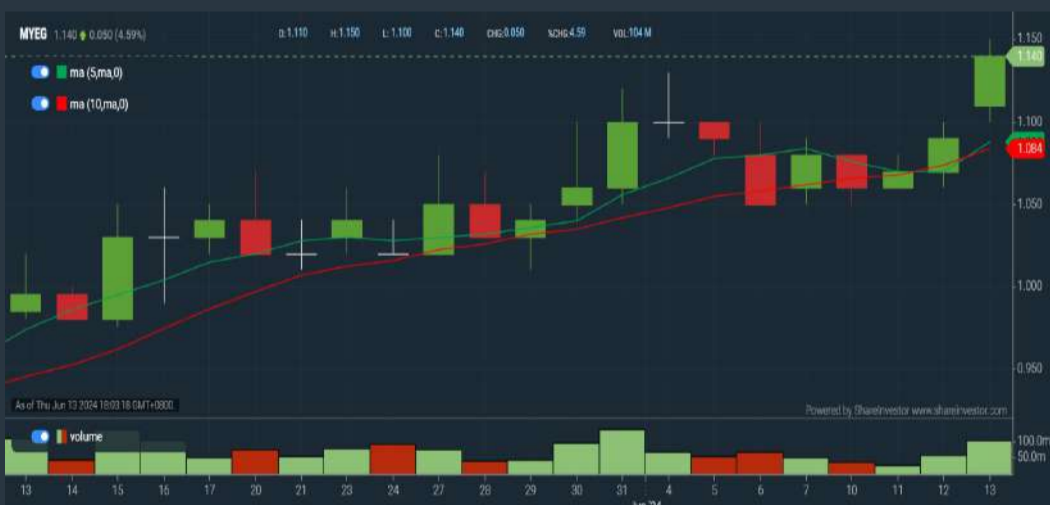 MYEG 1.140 0.050 (4.59%) O:1.110 H:1.150 L: 1.100 C:1.140 CHG:0.050 %CHG:4.59 VOL:104 M
ma (5,ma,0)
ma (10,ma,0)
1.150
1.140
1.100
1.084
1.050
1.000
0.950
As of Thu Jun 13 2024 18:03:18 GMT+0800
Powered by ShareInvestor www.shareinvestor.com
volume
100.0m
50.0m
13 14 15 16 17 20 21 23 24 27 28 29 30 31 4 5 6 7 10 11 12 13